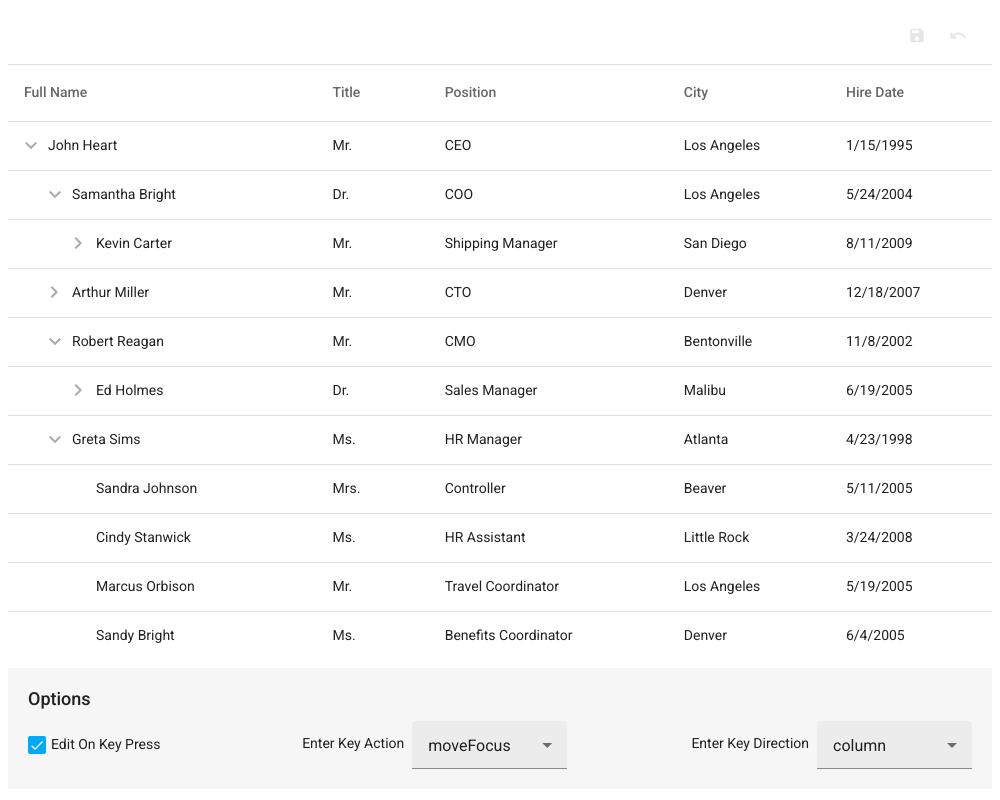 Full Name Title Position City Hire Date
John Heart Mr. CEO Los Angeles 1/15/1995
Samantha Bright Dr. COO Los Angeles 5/24/2004
Kevin Carter Mr. Shipping Manager San Diego 8/11/2009
Arthur Miller Mr. CTO Denver 12/18/2007
Robert Reagan Mr. CMO Bentonville 11/8/2002
Ed Holmes Dr. Sales Manager Malibu 6/19/2005
Greta Sims Ms. HR Manager Atlanta 4/23/1998
Sandra Johnson Mrs. Controller Beaver 5/11/2005
Cindy Stanwick Ms. HR Assistant Little Rock 3/24/2008
Marcus Orbison Mr. Travel Coordinator Los Angeles 5/19/2005
Sandy Bright Ms. Benefits Coordinator Denver 6/4/2005
Options
Edit On Key Press Enter Key Action moveFocus Enter Key Direction column